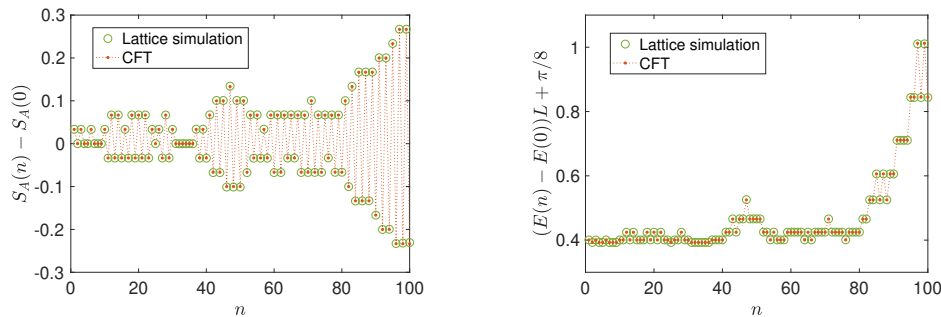 0.3
0.2
0.1
0
-0.1
-0.2
-0.3
0 20 40 60 80 100
n
S_A(n) − S_A(0)
Lattice simulation
CFT
1
0.8
0.6
0.4
0 20 40 60 80 100
n
(E(n) − E(0))L + π/8
Lattice simulation
CFT